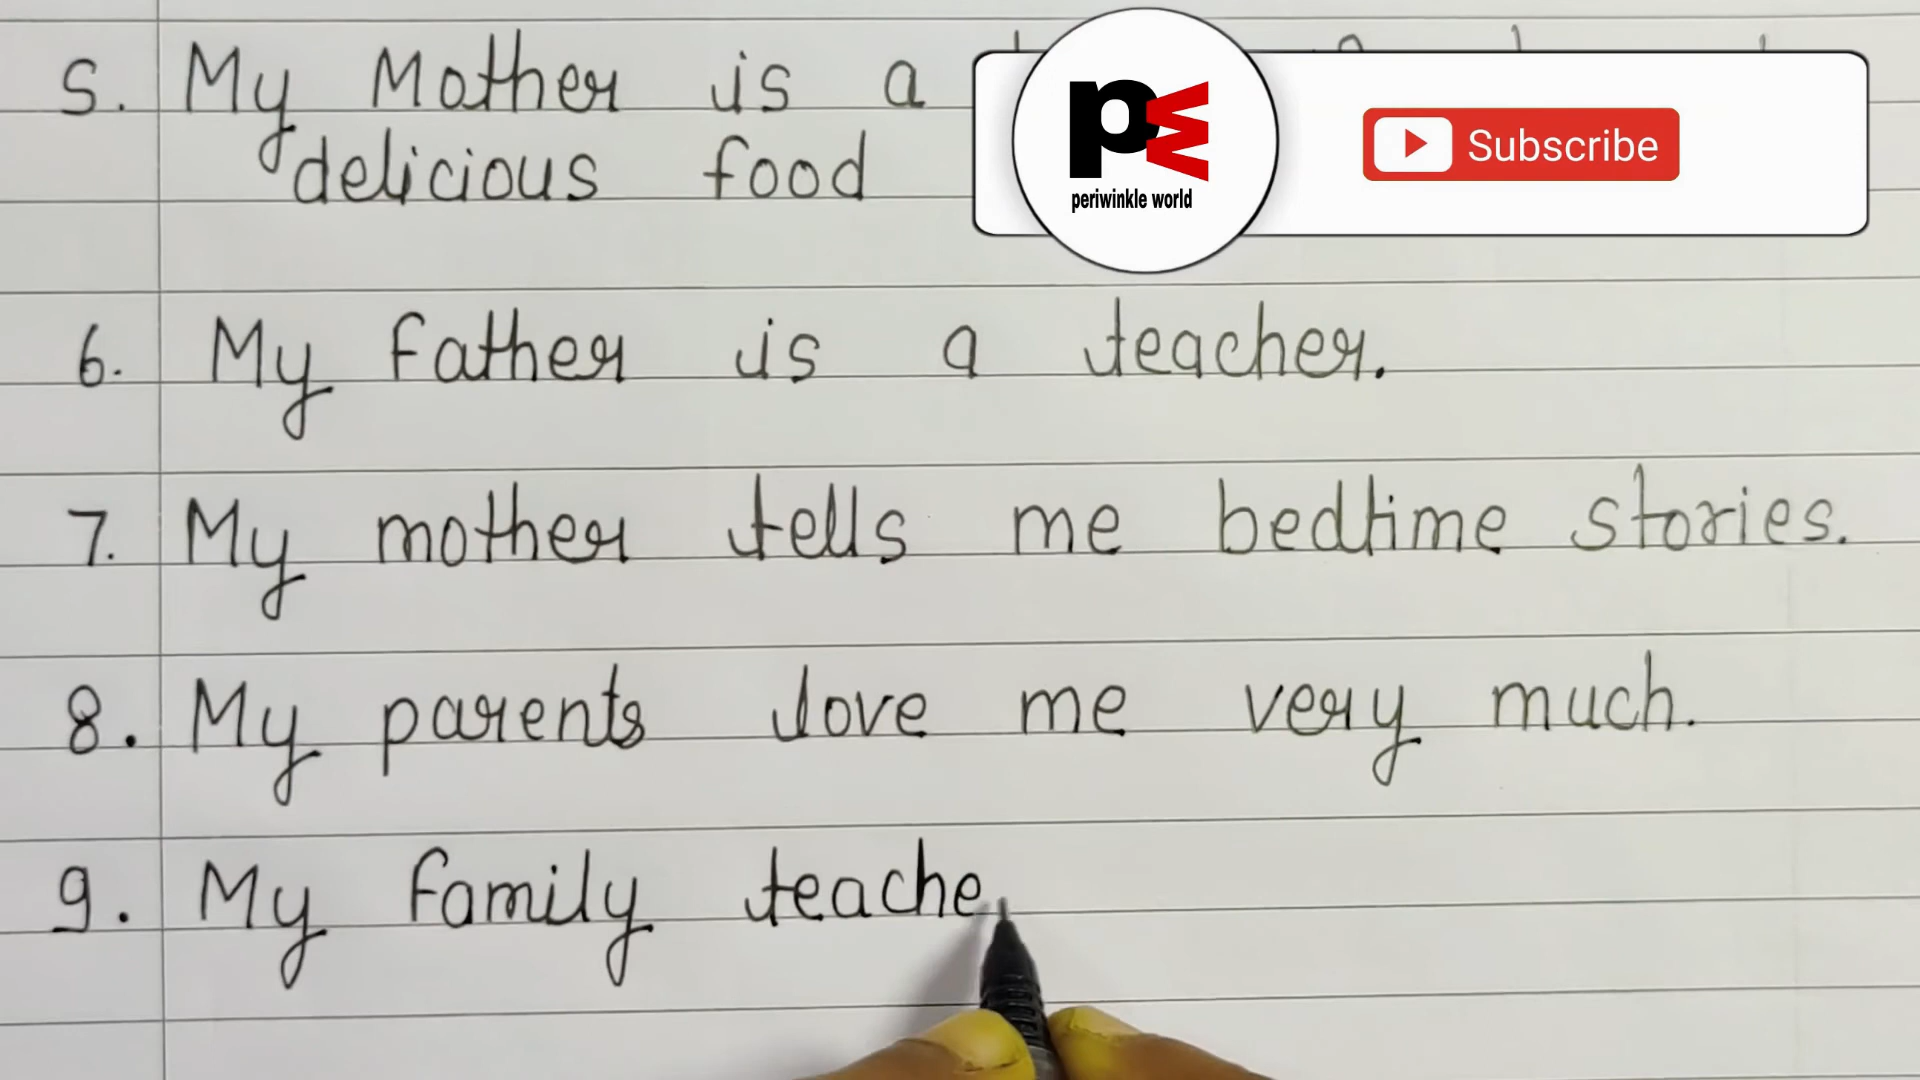 5. My Mother is a
delicious food
pw
periwinkle world
Subscribe
6. My father is a teacher.
7. My mother tells me bedtime stories.
8. My parents love me very much.
9. My family teache